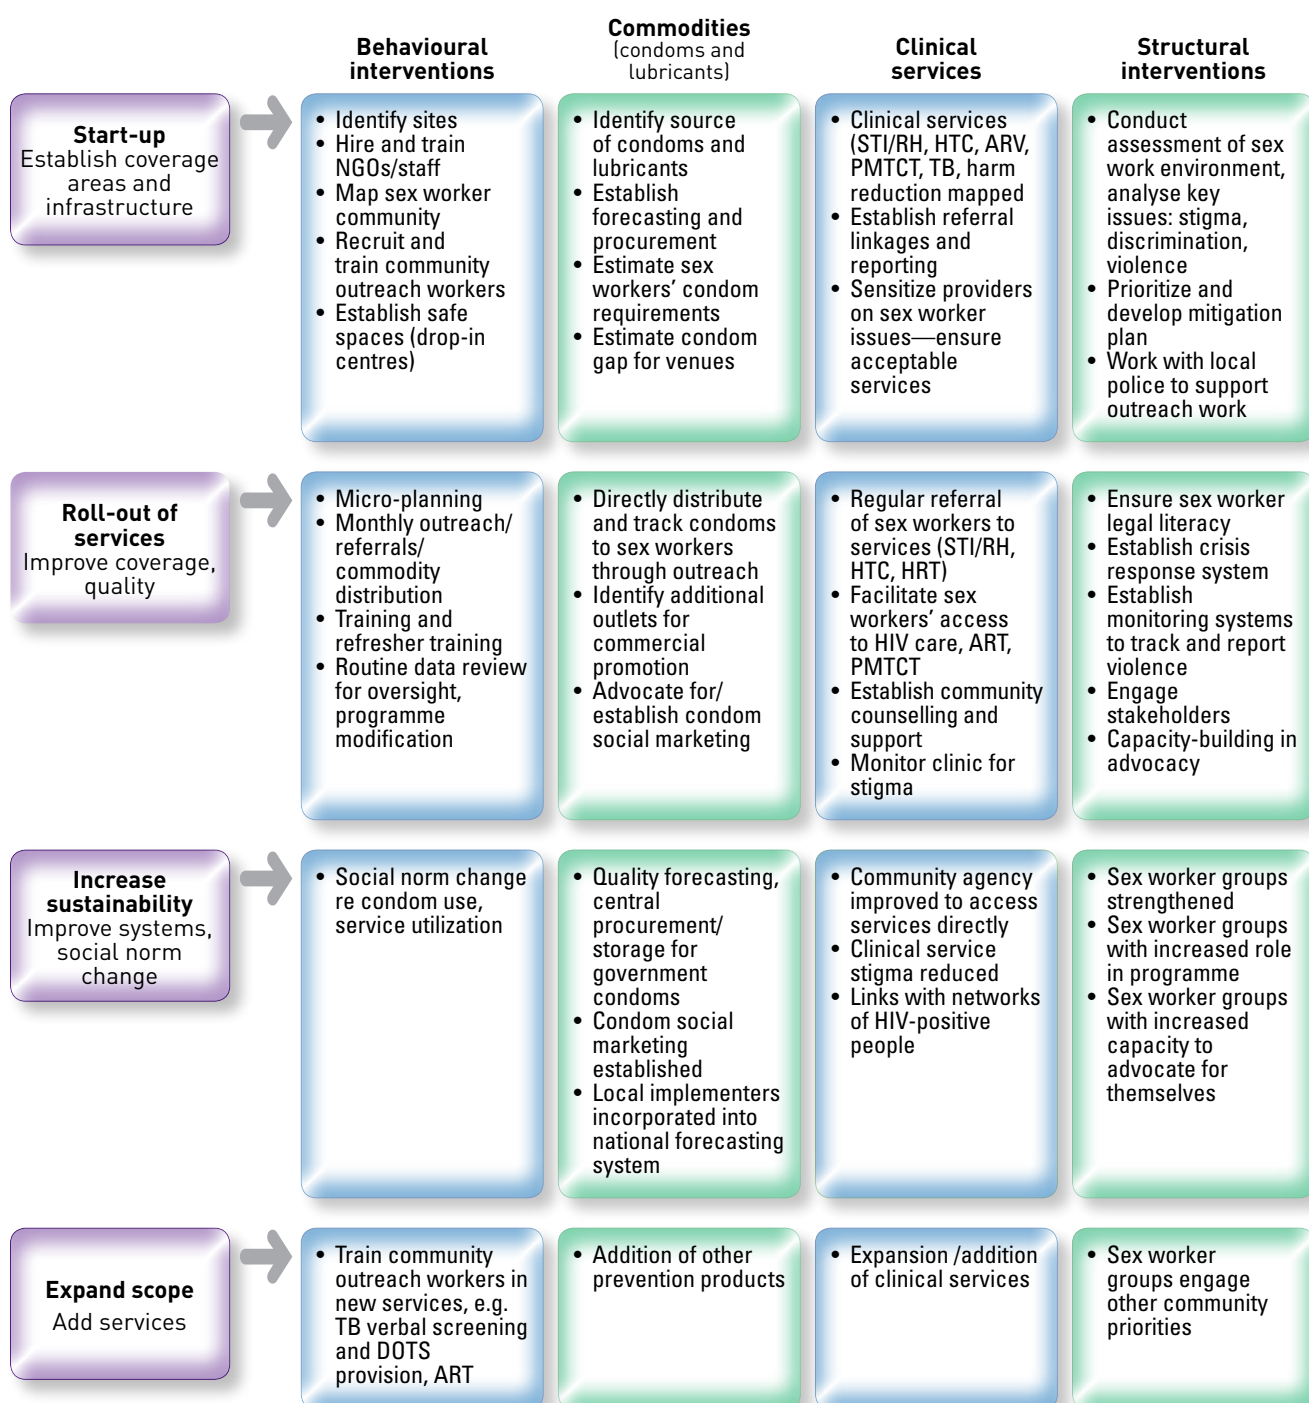 Behavioural
interventions
Commodities
(condoms and
lubricants)
Clinical
services
Structural
interventions
Start-up
Establish coverage
areas and
infrastructure
• Identify sites
• Hire and train
NGOs/staff
• Map sex worker
community
• Recruit and
train community
outreach workers
• Establish safe
spaces (drop-in
centres)
• Identify source
of condoms and
lubricants
• Establish
forecasting and
procurement
• Estimate sex
workers’ condom
requirements
• Estimate condom
gap for venues
• Clinical services
(STI/RH, HTC, ARV,
PMTCT, TB, harm
reduction mapped
• Establish referral
linkages and
reporting
• Sensitize providers
on sex worker
issues—ensure
acceptable
services
• Conduct
assessment of sex
work environment,
analyse key
issues: stigma,
discrimination,
violence
• Prioritize and
develop mitigation
plan
• Work with local
police to support
outreach work
Roll-out of
services
Improve coverage,
quality
• Micro-planning
• Monthly outreach/
referrals/
commodity
distribution
• Training and
refresher training
• Routine data review
for oversight,
programme
modification
• Directly distribute
and track condoms
to sex workers
through outreach
• Identify additional
outlets for
commercial
promotion
• Advocate for/
establish condom
social marketing
• Regular referral
of sex workers to
services (STI/RH,
HTC, HRT)
• Facilitate sex
workers’ access
to HIV care, ART,
PMTCT
• Establish community
counselling and
support
• Monitor clinic for
stigma
• Ensure sex worker
legal literacy
• Establish crisis
response system
• Establish
monitoring systems
to track and report
violence
• Engage
stakeholders
• Capacity-building in
advocacy
Increase
sustainability
Improve systems,
social norm
change
• Social norm change
re condom use,
service utilization
• Quality forecasting,
central
procurement/
storage for
government
condoms
• Condom social
marketing
established
• Local implementers
incorporated into
national forecasting
system
• Community agency
improved to access
services directly
• Clinical service
stigma reduced
• Links with networks
of HIV-positive
people
• Sex worker groups
strengthened
• Sex worker groups
with increased role
in programme
• Sex worker groups
with increased
capacity to
advocate for
themselves
Expand scope
Add services
• Train community
outreach workers in
new services, e.g.
TB verbal screening
and DOTS
provision, ART
• Addition of other
prevention products
• Expansion /addition
of clinical services
• Sex worker
groups engage
other community
priorities